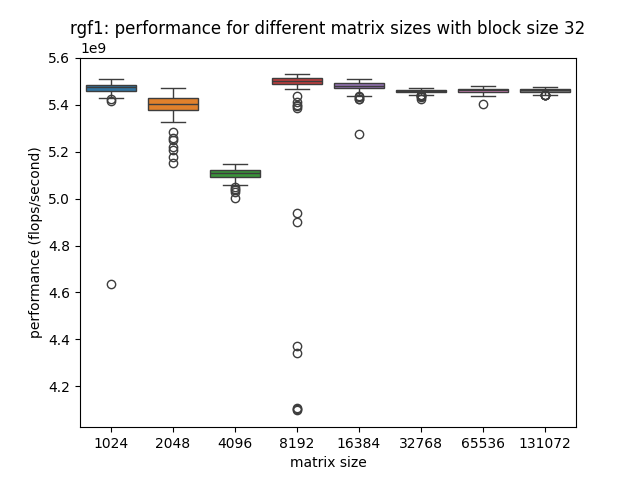 rgf1: performance for different matrix sizes with block size 32
1e9
5.6
5.4
5.2
5.0
4.8
4.6
4.4
4.2
performance (flops/second)
1024 2048 4096 8192 16384 32768 65536 131072
matrix size